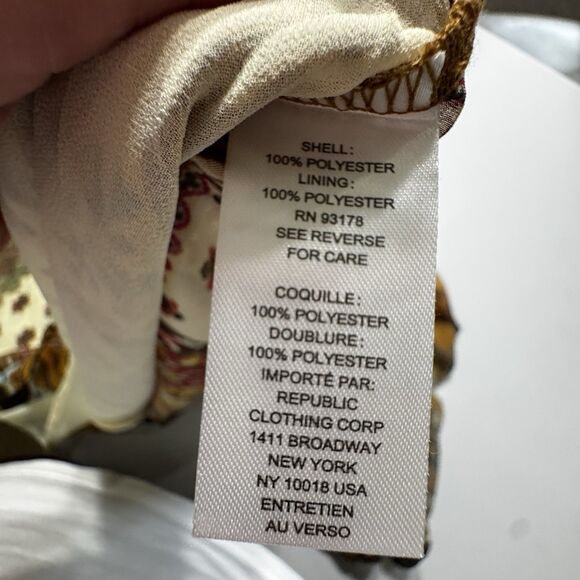 SHELL:
100% POLYESTER
LINING:
100% POLYESTER
RN 93178
SEE REVERSE
FOR CARE
COQUILLE:
100% POLYESTER
DOUBLURE:
100% POLYESTER
IMPORTÉ PAR:
REPUBLIC
CLOTHING CORP
1411 BROADWAY
NEW YORK
NY 10018 USA
ENTRETIEN
AU VERSO